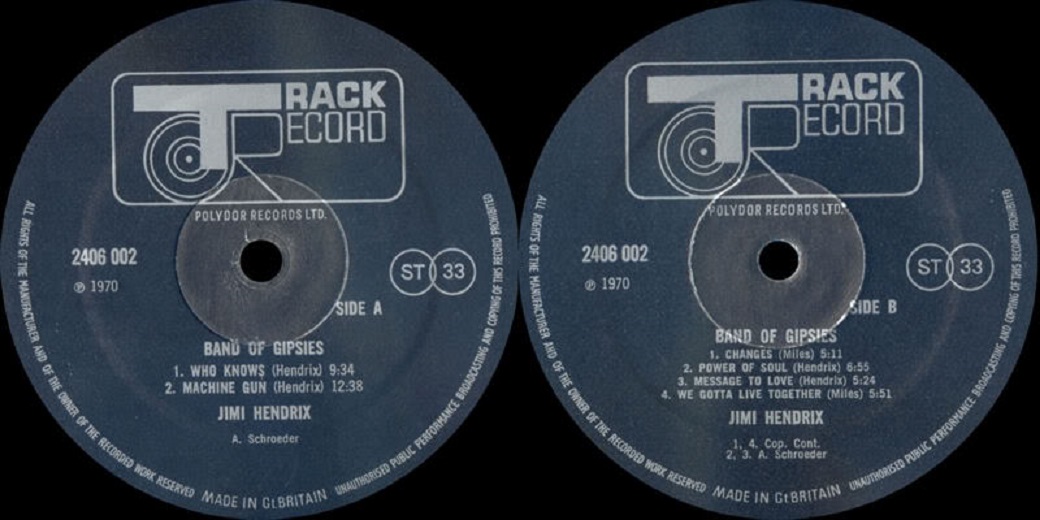 TRACK
RECORD
POLYDOR RECORDS LTD.
2406 002
℗ 1970
ST 33
SIDE A
BAND OF GIPSIES
1. WHO KNOWS (Hendrix) 9:34
2. MACHINE GUN (Hendrix) 12:38
JIMI HENDRIX
A. Schroeder
ALL RIGHTS OF THE MANUFACTURER AND OF THE OWNER OF THE RECORDED WORK RESERVED MADE IN Gt BRITAIN UNAUTHORISED PUBLIC PERFORMANCE BROADCASTING AND COPYING OF THIS RECORD PROHIBITED
TRACK
RECORD
POLYDOR RECORDS LTD.
2406 002
℗ 1970
ST 33
SIDE B
BAND OF GIPSIES
1. CHANGES (Miles) 5:11
2. POWER OF SOUL (Hendrix) 6:55
3. MESSAGE TO LOVE (Hendrix) 5:24
4. WE GOTTA LIVE TOGETHER (Miles) 5:51
JIMI HENDRIX
1, 4. Cop. Cont.
2, 3. A. Schroeder
ALL RIGHTS OF THE MANUFACTURER AND OF THE OWNER OF THE RECORDED WORK RESERVED MADE IN Gt BRITAIN UNAUTHORISED PUBLIC PERFORMANCE BROADCASTING AND COPYING OF THIS RECORD PROHIBITED